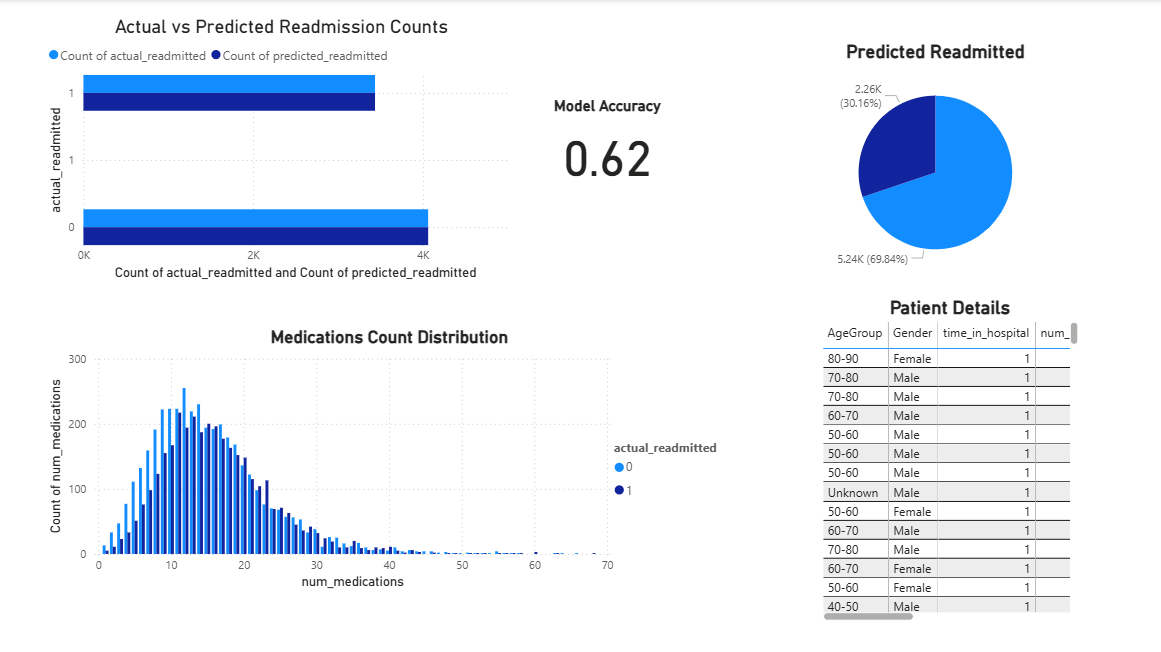 Actual vs Predicted Readmission Counts
Count of actual_readmitted Count of predicted_readmitted
actual_readmitted
1
1
0
0K 2K 4K
Count of actual_readmitted and Count of predicted_readmitted
Model Accuracy
0.62
Predicted Readmitted
2.26K
(30.16%)
5.24K (69.84%)
Medications Count Distribution
Count of num_medications
300
200
100
0
0 10 20 30 40 50 60 70
num_medications
actual_readmitted
0
1
Patient Details
AgeGroup Gender time_in_hospital num_
80-90 Female 1
70-80 Male 1
70-80 Male 1
60-70 Male 1
50-60 Male 1
50-60 Male 1
50-60 Male 1
Unknown Male 1
50-60 Female 1
60-70 Male 1
70-80 Male 1
60-70 Female 1
50-60 Female 1
40-50 Male 1